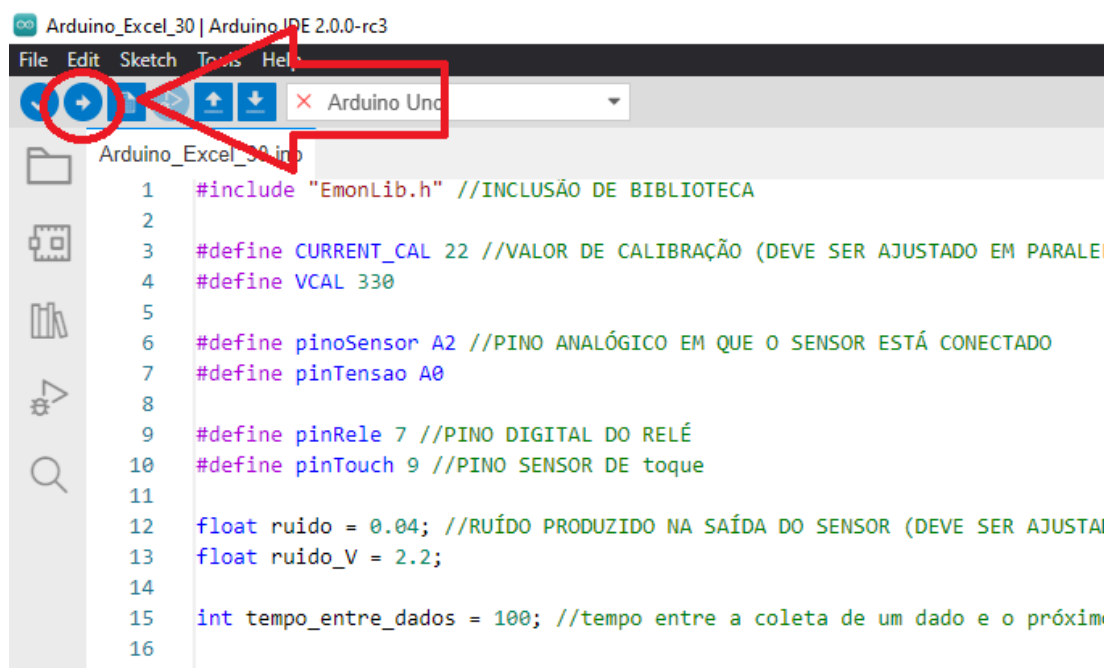 Arduino_Excel_30 | Arduino IDE 2.0.0-rc3
File Edit Sketch Tools Help
Arduino Uno
Arduino_Excel_30.ino
1 #include "EmonLib.h" //INCLUSÃO DE BIBLIOTECA
2
3 #define CURRENT_CAL 22 //VALOR DE CALIBRAÇÃO (DEVE SER AJUSTADO EM PARALE
4 #define VCAL 330
5
6 #define pinoSensor A2 //PINO ANALÓGICO EM QUE O SENSOR ESTÁ CONECTADO
7 #define pinTensao A0
8
9 #define pinRele 7 //PINO DIGITAL DO RELÉ
10 #define pinTouch 9 //PINO SENSOR DE toque
11
12 float ruido = 0.04; //RUÍDO PRODUZIDO NA SAÍDA DO SENSOR (DEVE SER AJUSTA
13 float ruido_V = 2.2;
14
15 int tempo_entre_dados = 100; //tempo entre a coleta de um dado e o próxim
16